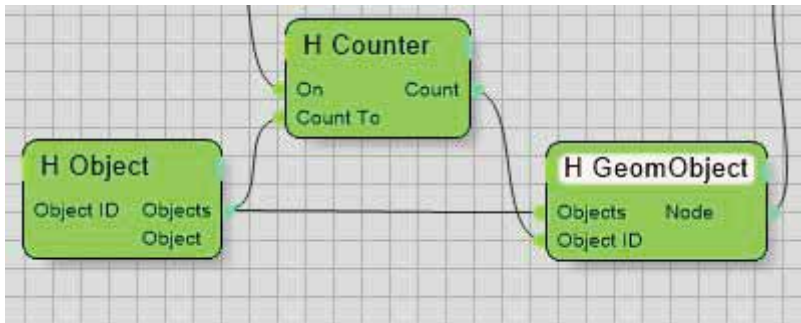 H Counter
On Count
Count To
H Object
Object ID Objects
Object
H GeomObject
Objects Node
Object ID